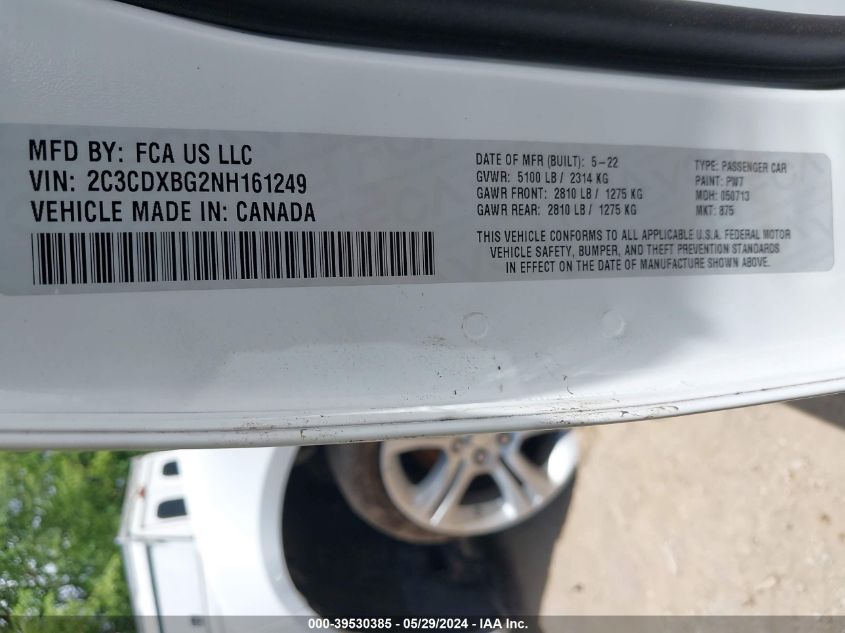 MFD BY: FCA US LLC
VIN: 2C3CDXBG2NH161249
VEHICLE MADE IN: CANADA
DATE OF MFR (BUILT): 5-22
GVWR: 5100 LB / 2314 KG
GAWR FRONT: 2810 LB / 1275 KG
GAWR REAR: 2810 LB / 1275 KG
TYPE: PASSENGER CAR
PAINT: PW7
MDH: 050713
MKT: 875
THIS VEHICLE CONFORMS TO ALL APPLICABLE U.S.A. FEDERAL MOTOR
VEHICLE SAFETY, BUMPER, AND THEFT PREVENTION STANDARDS
IN EFFECT ON THE DATE OF MANUFACTURE SHOWN ABOVE.
000-39530385 - 05/29/2024 - IAA Inc.